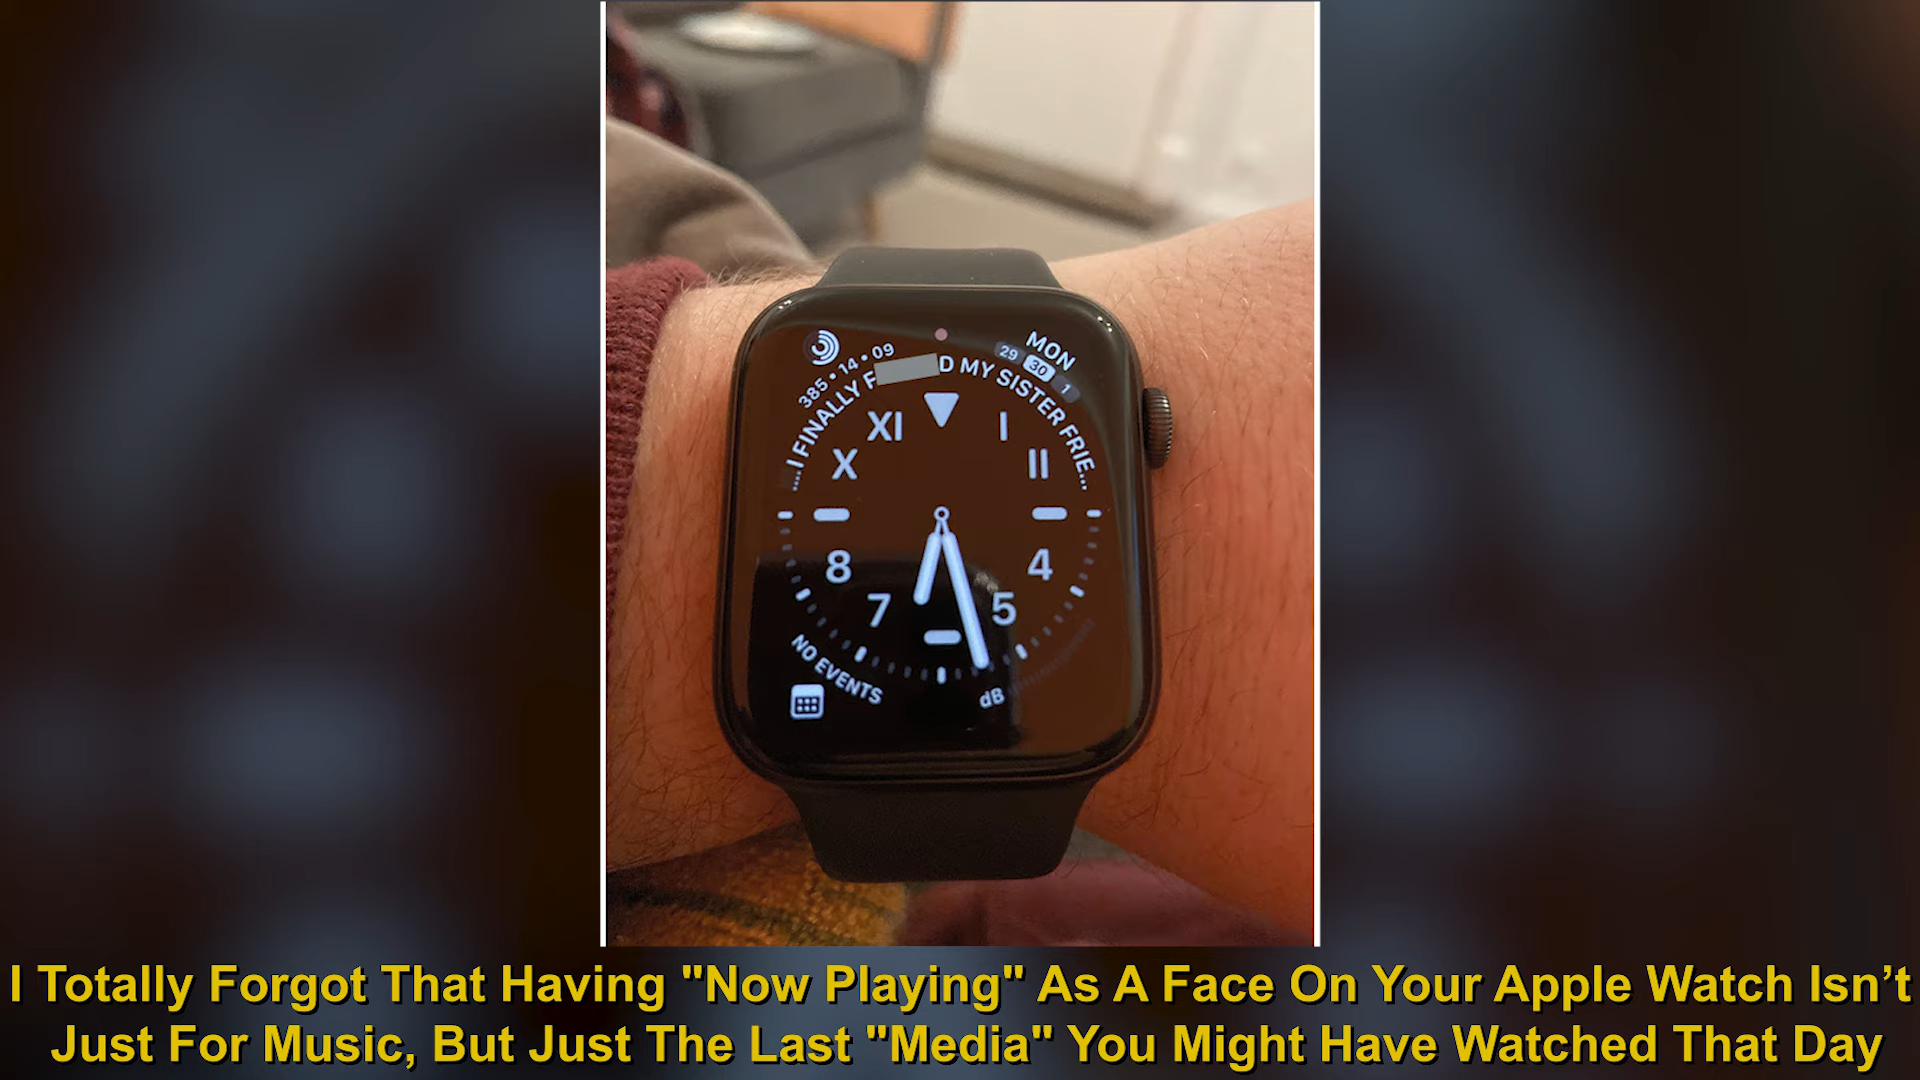 MON
29 30 1
385•14•09
....I FINALLY F D MY SISTER FRIE...
XI I
X II
8 4
7 5
NO EVENTS
dB
I Totally Forgot That Having "Now Playing" As A Face On Your Apple Watch Isn’t
Just For Music, But Just The Last "Media" You Might Have Watched That Day